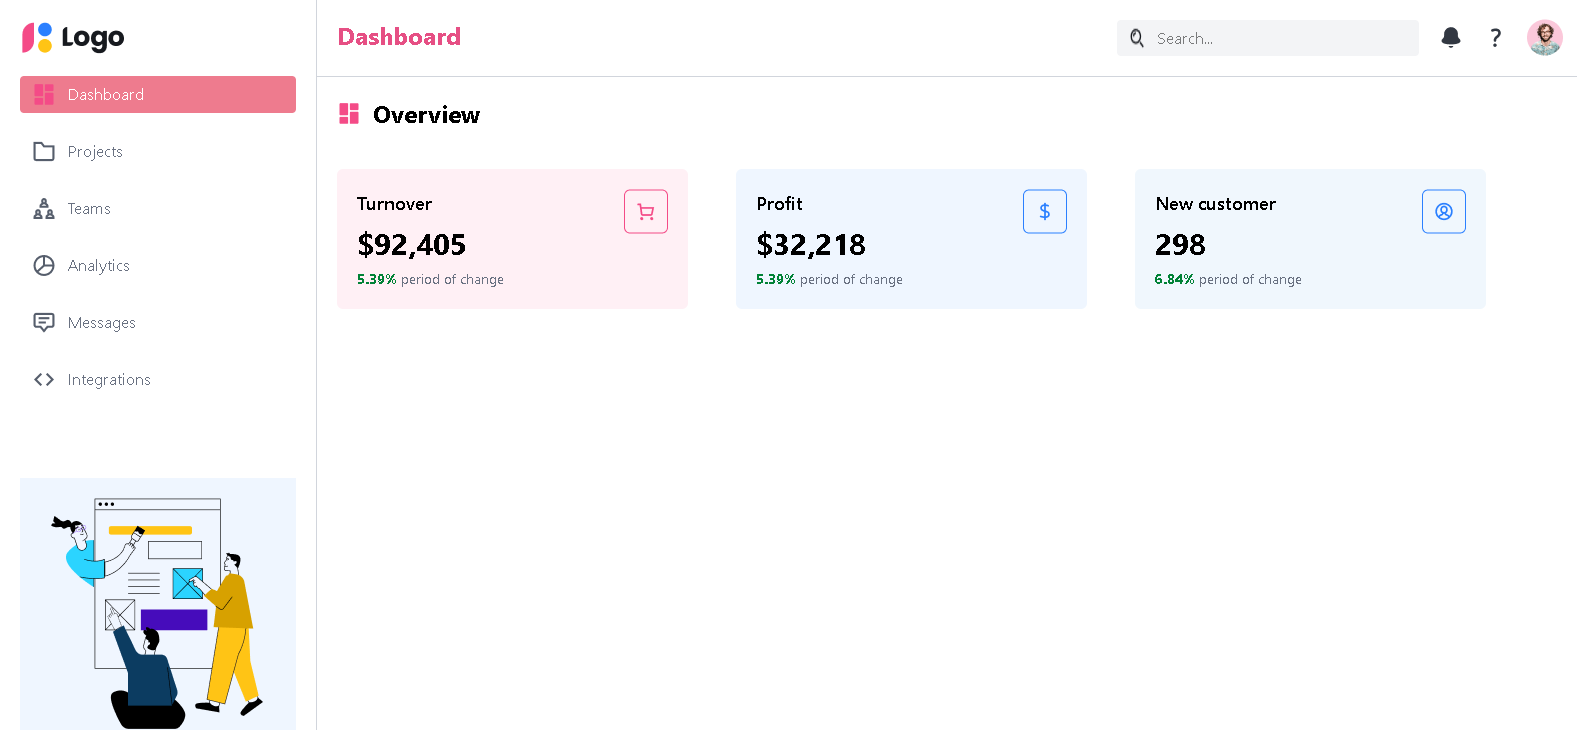 Logo
Dashboard
Projects
Teams
Analytics
Messages
Integrations
Dashboard
Search...
Overview
Turnover
$92,405
5.39% period of change
Profit
$32,218
5.39% period of change
New customer
298
6.84% period of change